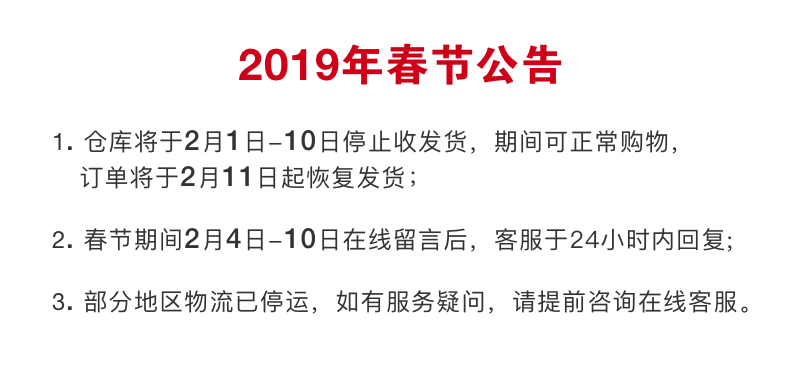 2019年春节公告
1. 仓库将于2月1日-10日停止收发货，期间可正常购物，
订单将于2月11日起恢复发货；
2. 春节期间2月4日-10日在线留言后，客服于24小时内回复;
3. 部分地区物流已停运，如有服务疑问，请提前咨询在线客服。